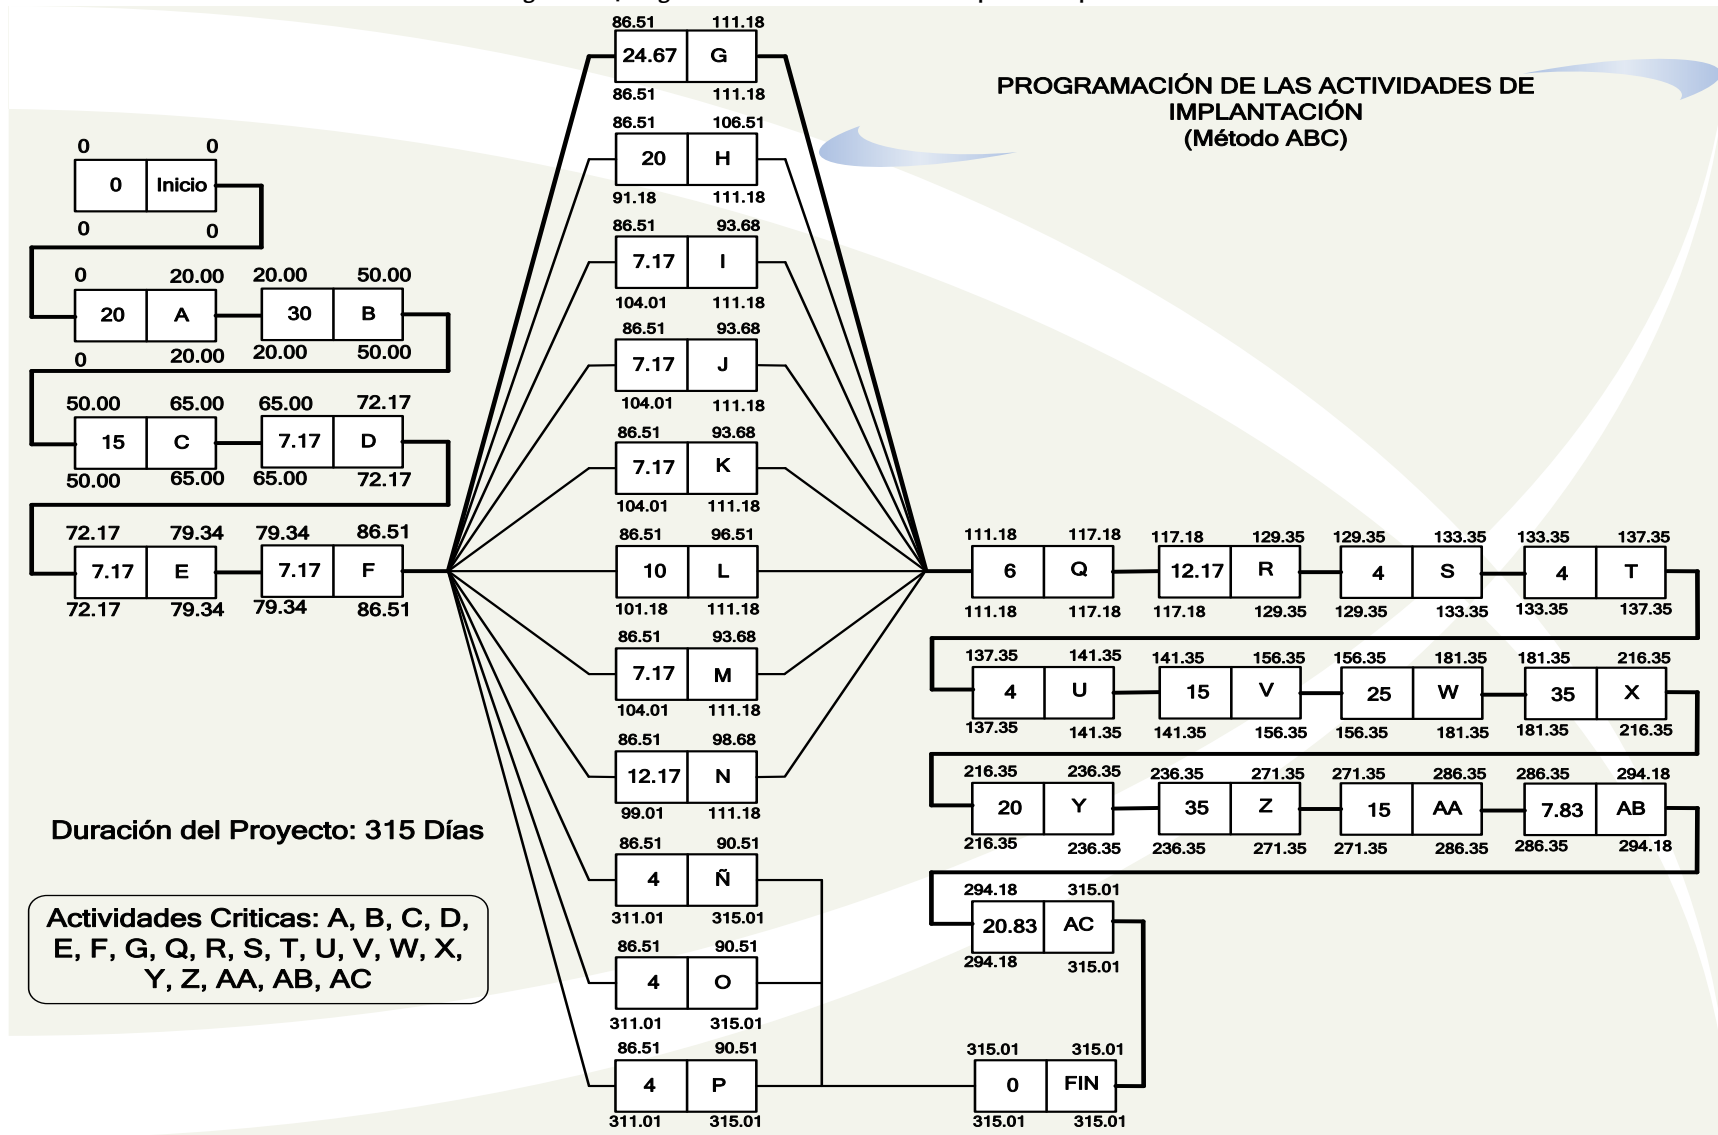 PROGRAMACIÓN DE LAS ACTIVIDADES DE
IMPLANTACIÓN
(Método ABC)
0 0
0 Inicio
0 0
0 20.00
20 A
0 20.00
20.00 50.00
30 B
20.00 50.00
50.00 65.00
15 C
50.00 65.00
65.00 72.17
7.17 D
65.00 72.17
72.17 79.34
7.17 E
72.17 79.34
79.34 86.51
7.17 F
79.34 86.51
86.51 111.18
24.67 G
86.51 111.18
86.51 106.51
20 H
91.18 111.18
86.51 93.68
7.17 I
104.01 111.18
86.51 93.68
7.17 J
104.01 111.18
86.51 93.68
7.17 K
104.01 111.18
86.51 96.51
10 L
101.18 111.18
86.51 93.68
7.17 M
104.01 111.18
86.51 98.68
12.17 N
99.01 111.18
86.51 90.51
4 Ñ
311.01 315.01
86.51 90.51
4 O
311.01 315.01
86.51 90.51
4 P
311.01 315.01
111.18 117.18
6 Q
111.18 117.18
117.18 129.35
12.17 R
117.18 129.35
129.35 133.35
4 S
129.35 133.35
133.35 137.35
4 T
133.35 137.35
137.35 141.35
4 U
137.35 141.35
141.35 156.35
15 V
141.35 156.35
156.35 181.35
25 W
156.35 181.35
181.35 216.35
35 X
181.35 216.35
216.35 236.35
20 Y
216.35 236.35
236.35 271.35
35 Z
236.35 271.35
271.35 286.35
15 AA
271.35 286.35
286.35 294.18
7.83 AB
286.35 294.18
294.18 315.01
20.83 AC
294.18 315.01
315.01 315.01
0 FIN
315.01 315.01
Duración del Proyecto: 315 Días
Actividades Criticas: A, B, C, D,
E, F, G, Q, R, S, T, U, V, W, X,
Y, Z, AA, AB, AC